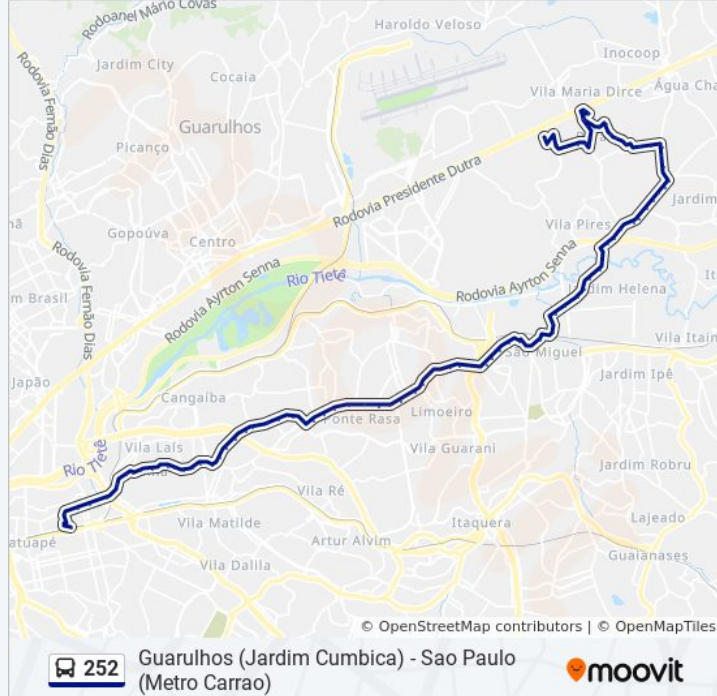 Rodoanel Mário Covas
Haroldo Veloso
Jardim City
Inocoop
Cocaia
Vila Maria Dirce
Água Cha
Guarulhos
Rodovia Fernão Dias
Picanço
Rodovia Presidente Dutra
Jardim
Gopoúva
Centro
Vila Pires
Rodovia Ayrton Senna
Rodovia Ayrton Senna
Rio Tietê
Rodovia Fernão Dias
m Brasil
Jardim Helena
It
São Miguel
Vila Itain
Japão
Jardim Ipê
Cangaíba
Ponte Rasa
Limoeiro
Vila Laís
Vila Guarani
Rio Tietê
Jardim Robru
Vila Ré
Vila Matilde
Itaquera
Lajeado
atuapé
Artur Alvim
Guaianases
Vila Dalila
© OpenStreetMap contributors | © OpenMapTiles
252
Guarulhos (Jardim Cumbica) - Sao Paulo
(Metro Carrao)
moovit